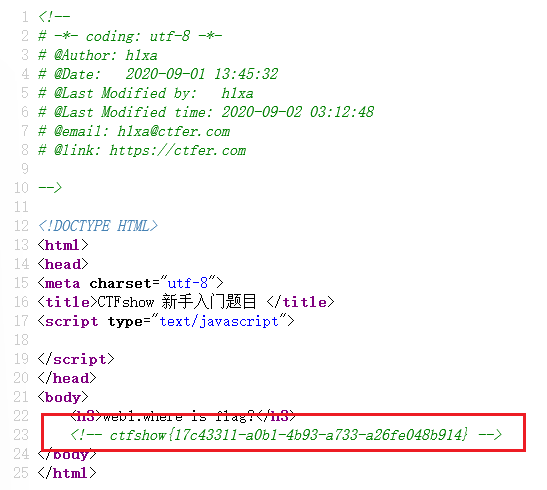 1 <!--
2 # -*- coding: utf-8 -*-
3 # @Author: h1xa
4 # @Date:   2020-09-01 13:45:32
5 # @Last Modified by:   h1xa
6 # @Last Modified time: 2020-09-02 03:12:48
7 # @email: h1xa@ctfer.com
8 # @link: https://ctfer.com
9
10 -->
11
12 <!DOCTYPE HTML>
13 <html>
14 <head>
15 <meta charset="utf-8">
16 <title>CTFshow 新手入门题目 </title>
17 <script type="text/javascript">
18
19 </script>
20 </head>
21 <body>
22     <h3>web1:where is flag?</h3>
23     <!-- ctfshow{17c43311-a0b1-4b93-a733-a26fe048b914} -->
24 </body>
25 </html>